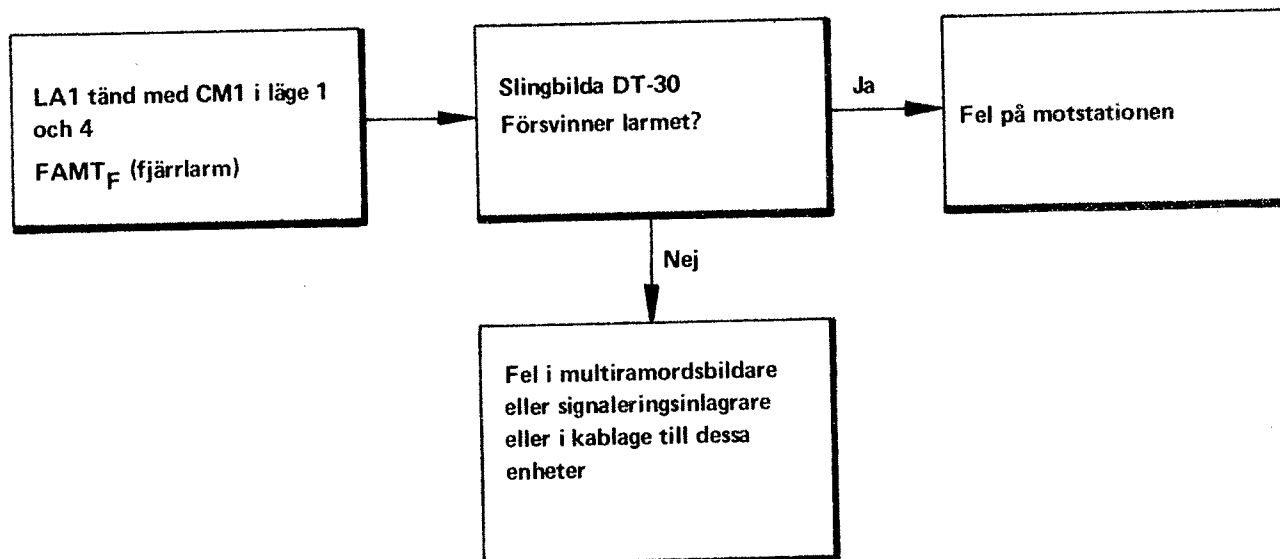 LA1 tänd med CM1 i läge 1
och 4
FAMT_F (fjärrlarm)
Slingbilda DT-30
Försvinner larmet?
Ja
Fel på motstationen
Nej
Fel i multiramordsbildare
eller signaleringsinlagrare
eller i kablage till dessa
enheter